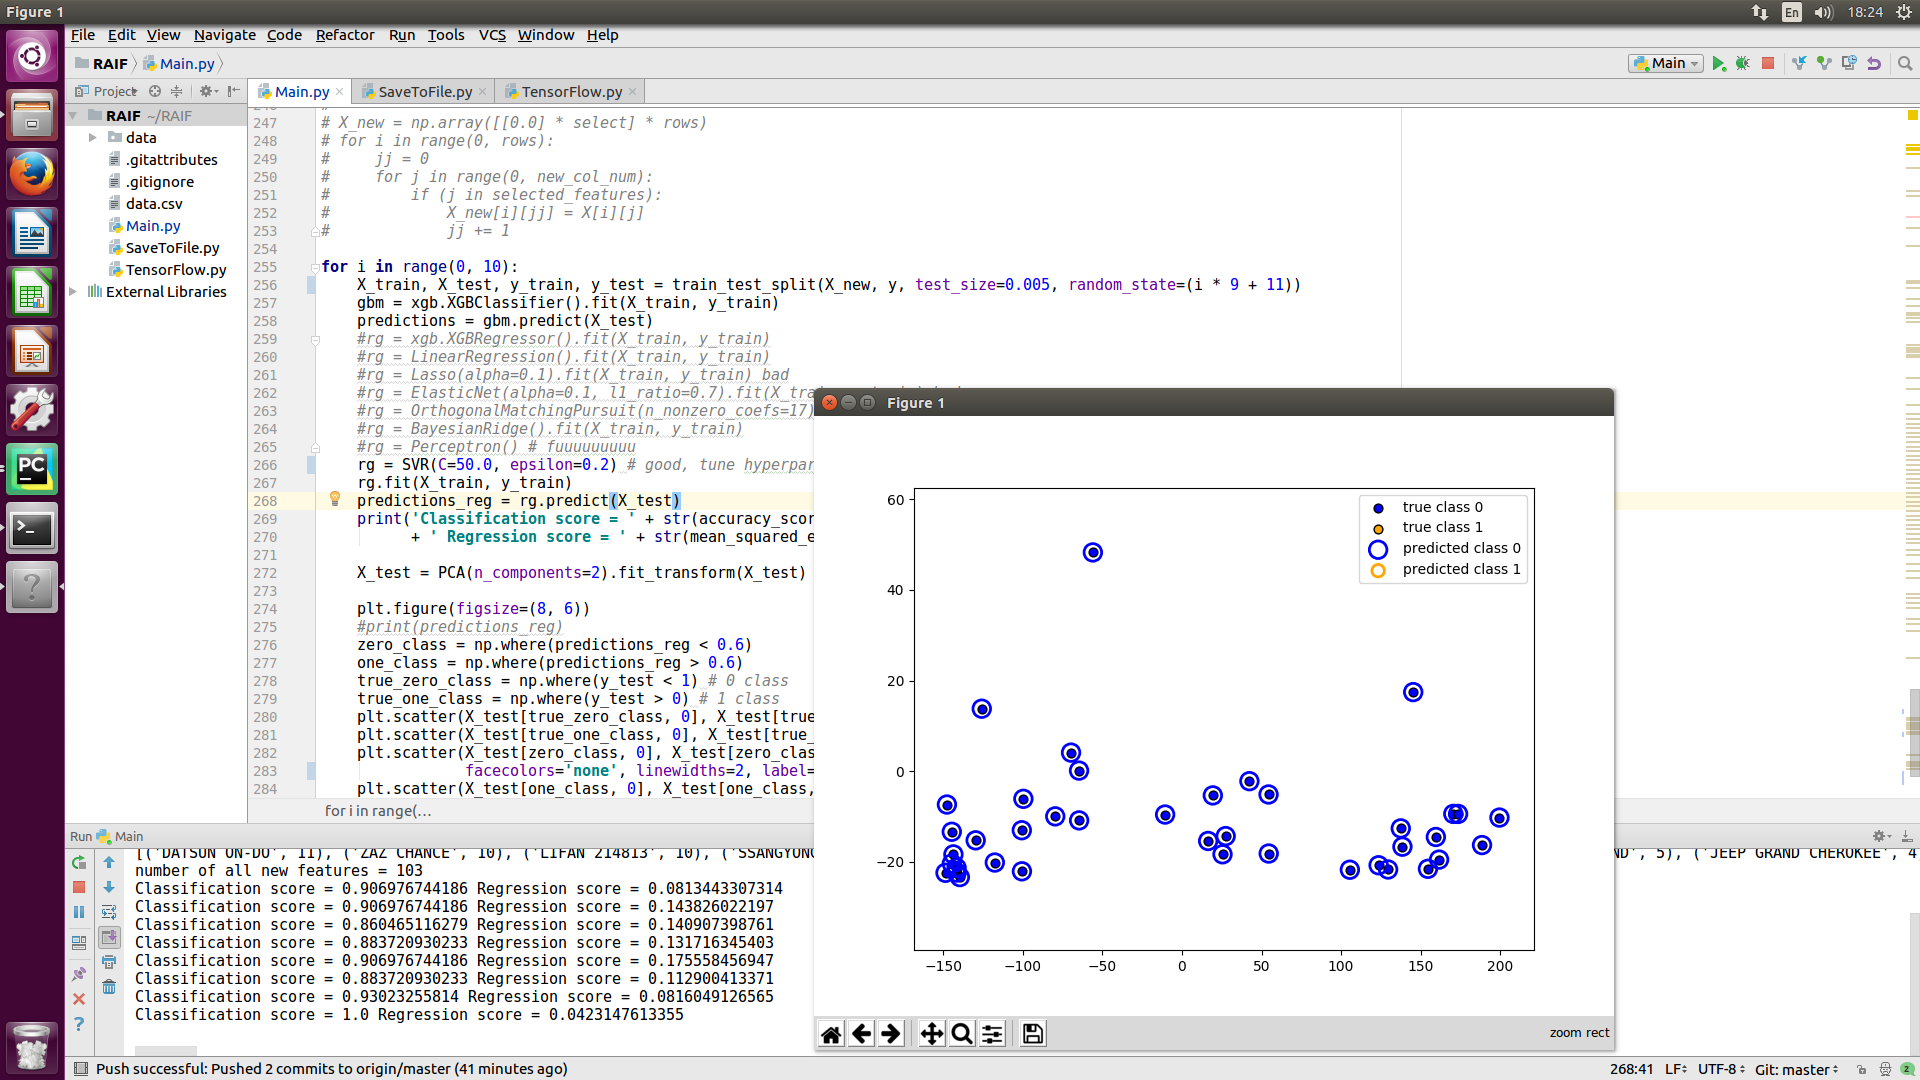 Figure 1
En
18:24
File Edit View Navigate Code Refactor Run Tools VCS Window Help
RAIF Main.py
Main
Project
Main.py SaveToFile.py TensorFlow.py
RAIF ~/RAIF
data
.gitattributes
.gitignore
data.csv
Main.py
SaveToFile.py
TensorFlow.py
External Libraries
247 # X_new = np.array([[0.0] * select] * rows)
248 # for i in range(0, rows):
249 #     jj = 0
250 #     for j in range(0, new_col_num):
251 #         if (j in selected_features):
252 #             X_new[i][jj] = X[i][j]
253 #             jj += 1
254
255 for i in range(0, 10):
256     X_train, X_test, y_train, y_test = train_test_split(X_new, y, test_size=0.005, random_state=(i * 9 + 11))
257     gbm = xgb.XGBClassifier().fit(X_train, y_train)
258     predictions = gbm.predict(X_test)
259     #rg = xgb.XGBRegressor().fit(X_train, y_train)
260     #rg = LinearRegression().fit(X_train, y_train)
261     #rg = Lasso(alpha=0.1).fit(X_train, y_train) bad
262     #rg = ElasticNet(alpha=0.1, l1_ratio=0.7).fit(X_
263     #rg = OrthogonalMatchingPursuit(n_nonzero_coefs=17)
264     #rg = BayesianRidge().fit(X_train, y_train)
265     #rg = Perceptron() # fuuuuuuuuu
266     rg = SVR(C=50.0, epsilon=0.2) # good, tune hyperpar
267     rg.fit(X_train, y_train)
268     predictions_reg = rg.predict(X_test)
269     print('Classification score = ' + str(accuracy_scor
270           + ' Regression score = ' + str(mean_squared_e
271
272     X_test = PCA(n_components=2).fit_transform(X_test)
273
274     plt.figure(figsize=(8, 6))
275     #print(predictions_reg)
276     zero_class = np.where(predictions_reg < 0.6)
277     one_class = np.where(predictions_reg > 0.6)
278     true_zero_class = np.where(y_test < 1) # 0 class
279     true_one_class = np.where(y_test > 0) # 1 class
280     plt.scatter(X_test[true_zero_class, 0], X_test[true
281     plt.scatter(X_test[true_one_class, 0], X_test[true_
282     plt.scatter(X_test[zero_class, 0], X_test[zero_clas
283                 facecolors='none', linewidths=2, label=
284     plt.scatter(X_test[one_class, 0], X_test[one_class,
for i in range(…
Figure 1
60
40
20
0
−20
−150 −100 −50 0 50 100 150 200
true class 0
true class 1
predicted class 0
predicted class 1
zoom rect
Run Main
[('DATSUN ON-DO', 11), ('ZAZ CHANCE', 10), ('LIFAN 214813', 10), ('SSANGYONG ND', 5), ('JEEP GRAND CHEROKEE', 4
number of all new features = 103
Classification score = 0.906976744186 Regression score = 0.0813443307314
Classification score = 0.906976744186 Regression score = 0.143826022197
Classification score = 0.860465116279 Regression score = 0.140907398761
Classification score = 0.883720930233 Regression score = 0.131716345403
Classification score = 0.906976744186 Regression score = 0.175558456947
Classification score = 0.883720930233 Regression score = 0.112900413371
Classification score = 0.93023255814 Regression score = 0.0816049126565
Classification score = 1.0 Regression score = 0.0423147613355
Push successful: Pushed 2 commits to origin/master (41 minutes ago)
268:41 LF UTF-8 Git: master 2
PC